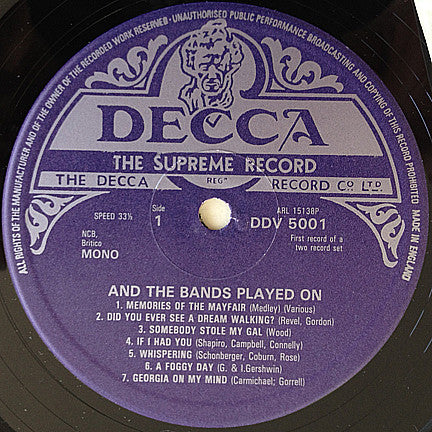 ALL RIGHTS OF THE MANUFACTURER AND OF THE OWNER OF THE RECORDED WORK RESERVED · UNAUTHORISED PUBLIC PERFORMANCE BROADCASTING AND COPYING OF THIS RECORD PROHIBITED MADE IN ENGLAND
DECCA
THE SUPREME RECORD
THE DECCA REGD RECORD CO LTD
SPEED 33⅓
Side
1
ARL 15138P
DDV 5001
NCB,
Britico
MONO
First record of a
two record set
AND THE BANDS PLAYED ON
1. MEMORIES OF THE MAYFAIR (Medley) (Various)
2. DID YOU EVER SEE A DREAM WALKING? (Revel, Gordon)
3. SOMEBODY STOLE MY GAL (Wood)
4. IF I HAD YOU (Shapiro, Campbell, Connelly)
5. WHISPERING (Schonberger, Coburn, Rose)
6. A FOGGY DAY (G. & I.Gershwin)
7. GEORGIA ON MY MIND (Carmichael; Gorrell)